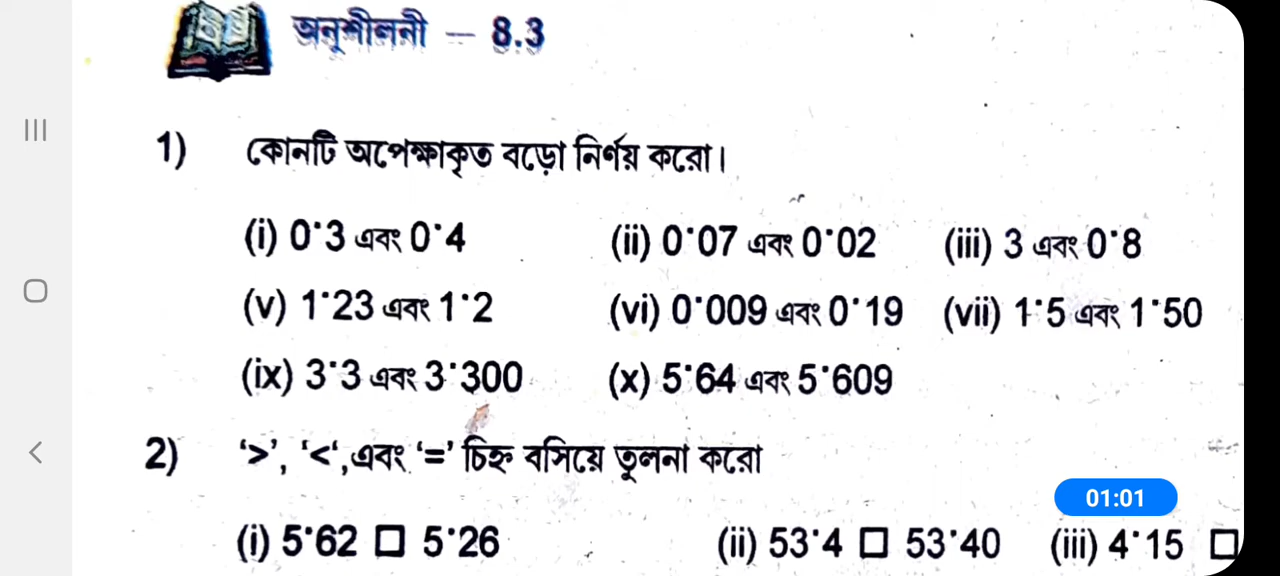 অনুশীলনী – 8.3
1) কোনটি অপেক্ষাকৃত বড়ো নির্ণয় করো।
(i) 0·3 এবং 0·4 (ii) 0·07 এবং 0·02 (iii) 3 এবং 0·8
(v) 1·23 এবং 1·2 (vi) 0·009 এবং 0·19 (vii) 1·5 এবং 1·50
(ix) 3·3 এবং 3·300 (x) 5·64 এবং 5·609
2) ‘>’, ‘<‘,এবং ‘=’ চিহ্ন বসিয়ে তুলনা করো
01:01
(i) 5·62 □ 5·26 (ii) 53·4 □ 53·40 (iii) 4·15 □